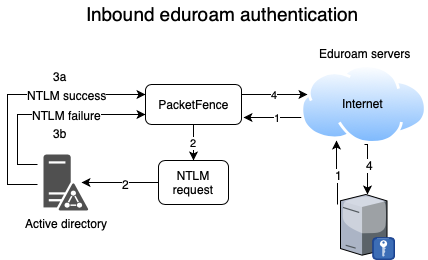 Inbound eduroam authentication
Eduroam servers
3a
NTLM success
NTLM failure
3b
PacketFence
4
1
Internet
2
NTLM
request
2
1
4
Active directory